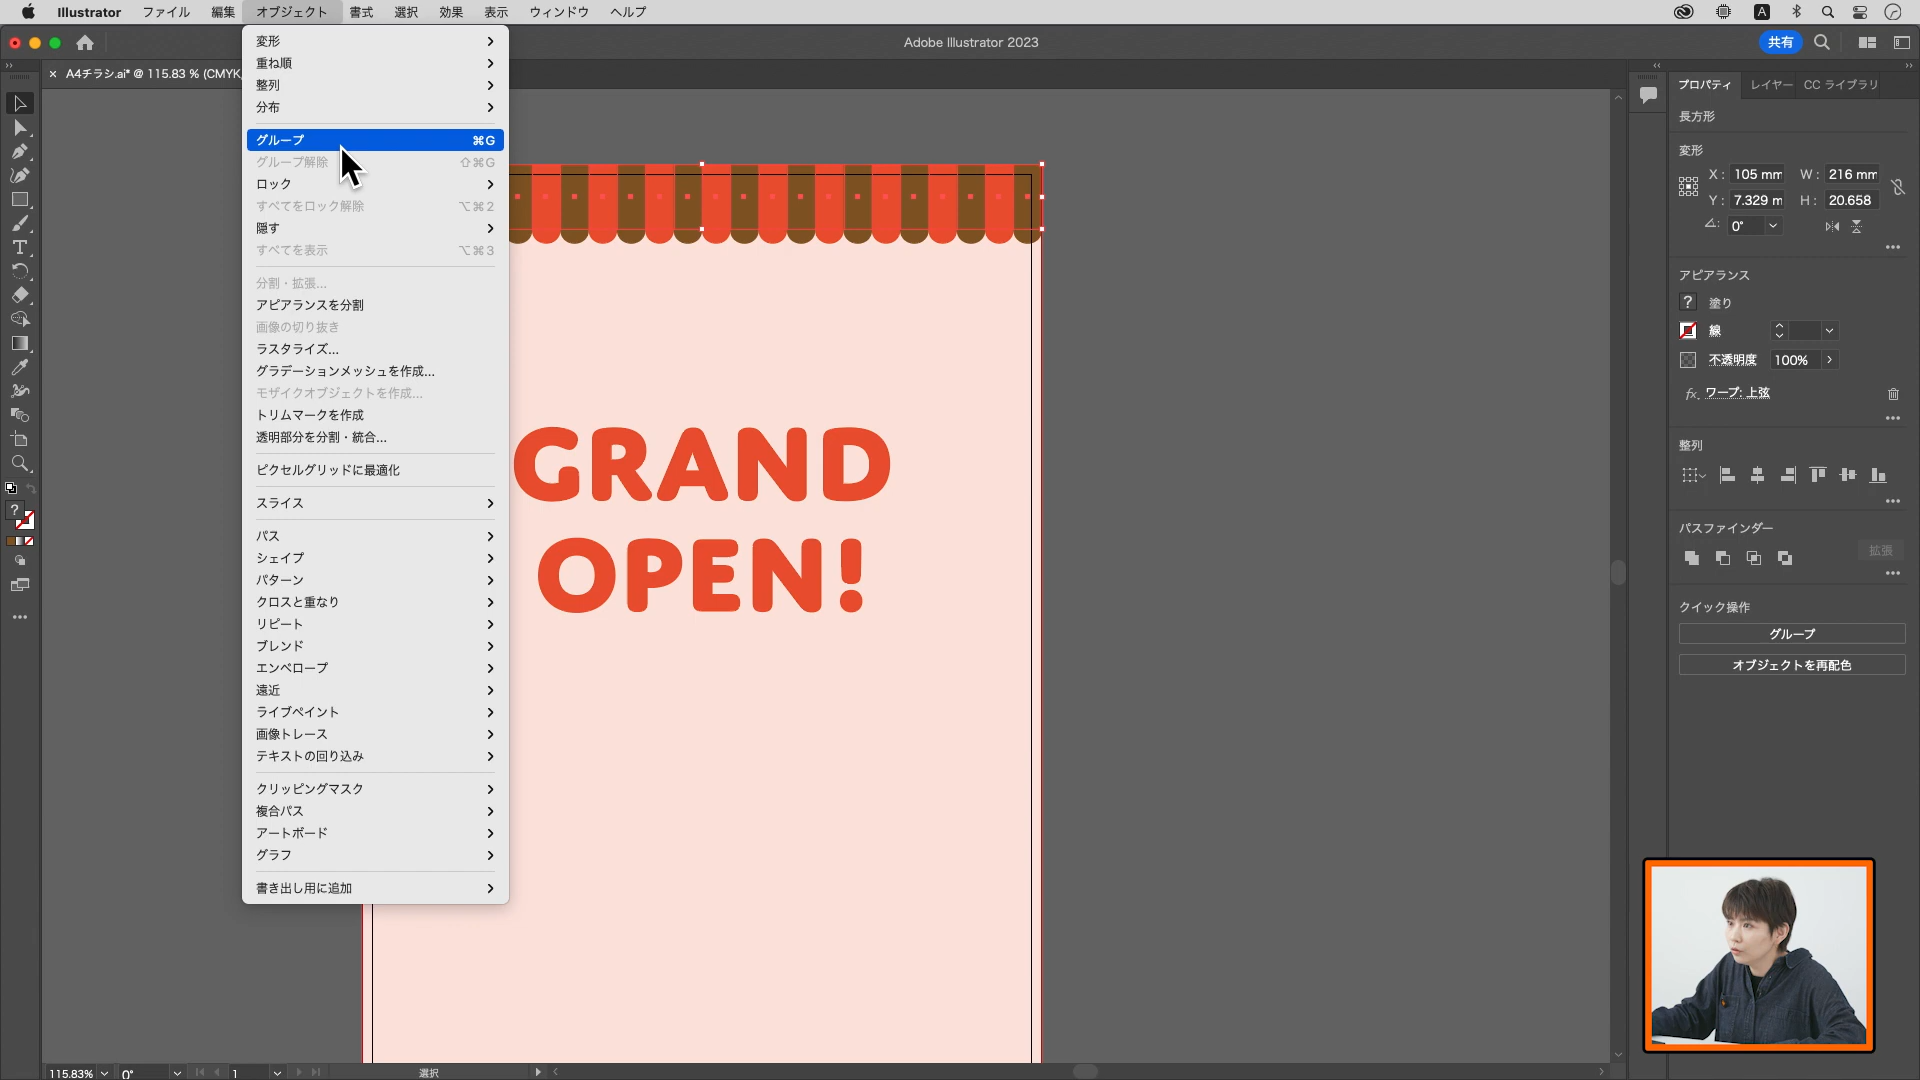 Illustrator ファイル 編集 オブジェクト 書式 選択 効果 表示 ウィンドウ ヘルプ
A
Adobe Illustrator 2023
共有
× A4チラシ.ai* @ 115.83 % (CMYK
変形
重ね順
整列
分布
グループ ⌘G
グループ解除 ⇧⌘G
ロック
すべてをロック解除 ⌥⌘2
隠す
すべてを表示 ⌥⌘3
分割・拡張...
アピアランスを分割
画像の切り抜き
ラスタライズ...
グラデーションメッシュを作成...
モザイクオブジェクトを作成...
トリムマークを作成
透明部分を分割・統合...
ピクセルグリッドに最適化
スライス
パス
シェイプ
パターン
クロスと重なり
リピート
ブレンド
エンベロープ
遠近
ライブペイント
画像トレース
テキストの回り込み
クリッピングマスク
複合パス
アートボード
グラフ
書き出し用に追加
GRAND
OPEN!
プロパティ レイヤー CC ライブラリ
長方形
変形
X: 105 mm W: 216 mm
Y: 7.329 m H: 20.658
0°
アピアランス
? 塗り
線
不透明度 100%
fx. ワープ: 上弦
整列
パスファインダー
拡張
クイック操作
グループ
オブジェクトを再配色
?
115.83% 0° 1 選択